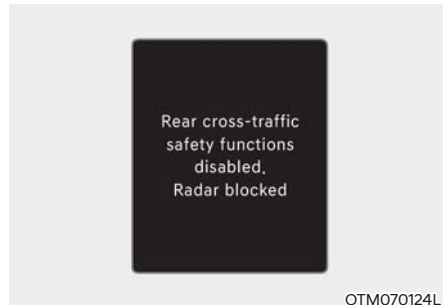 Rear cross-traffic
safety functions
disabled.
Radar blocked
OTM070124L